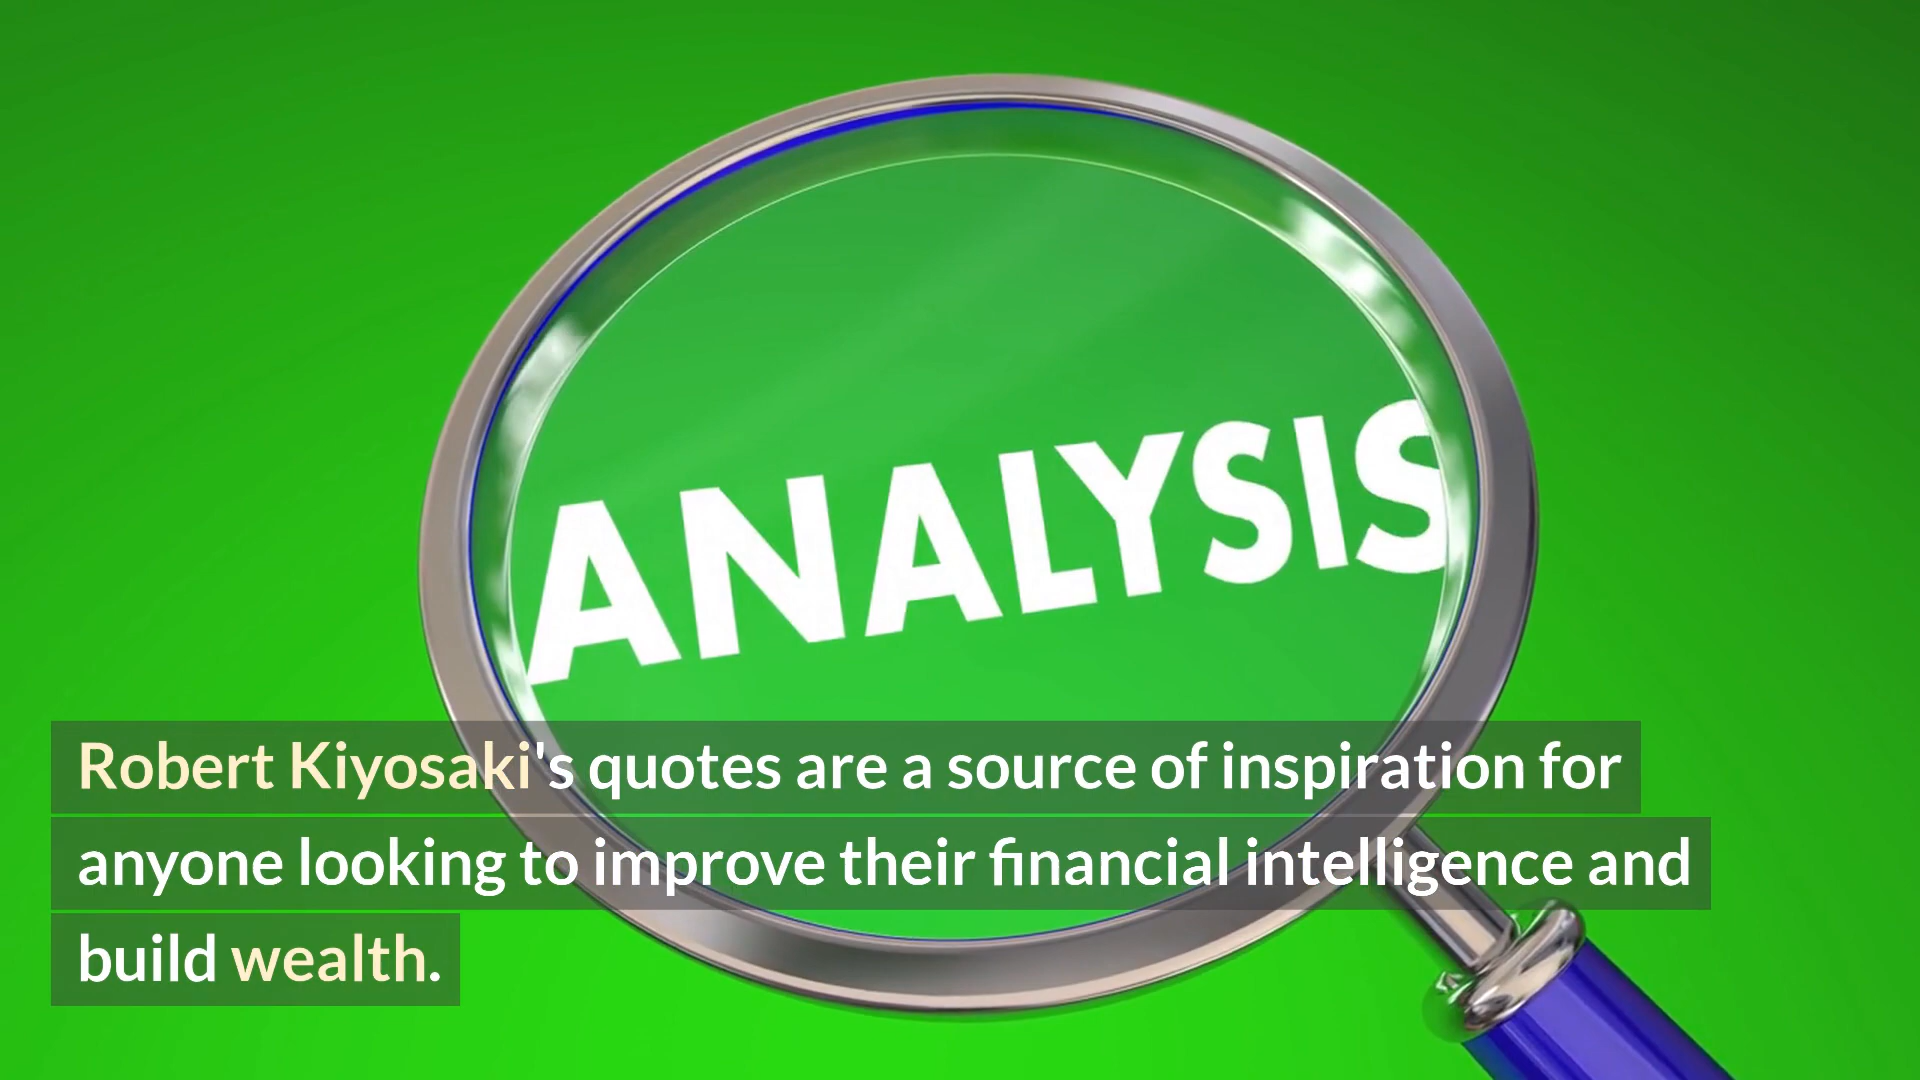 ANALYSIS
Robert Kiyosaki's quotes are a source of inspiration for
anyone looking to improve their financial intelligence and
build wealth.